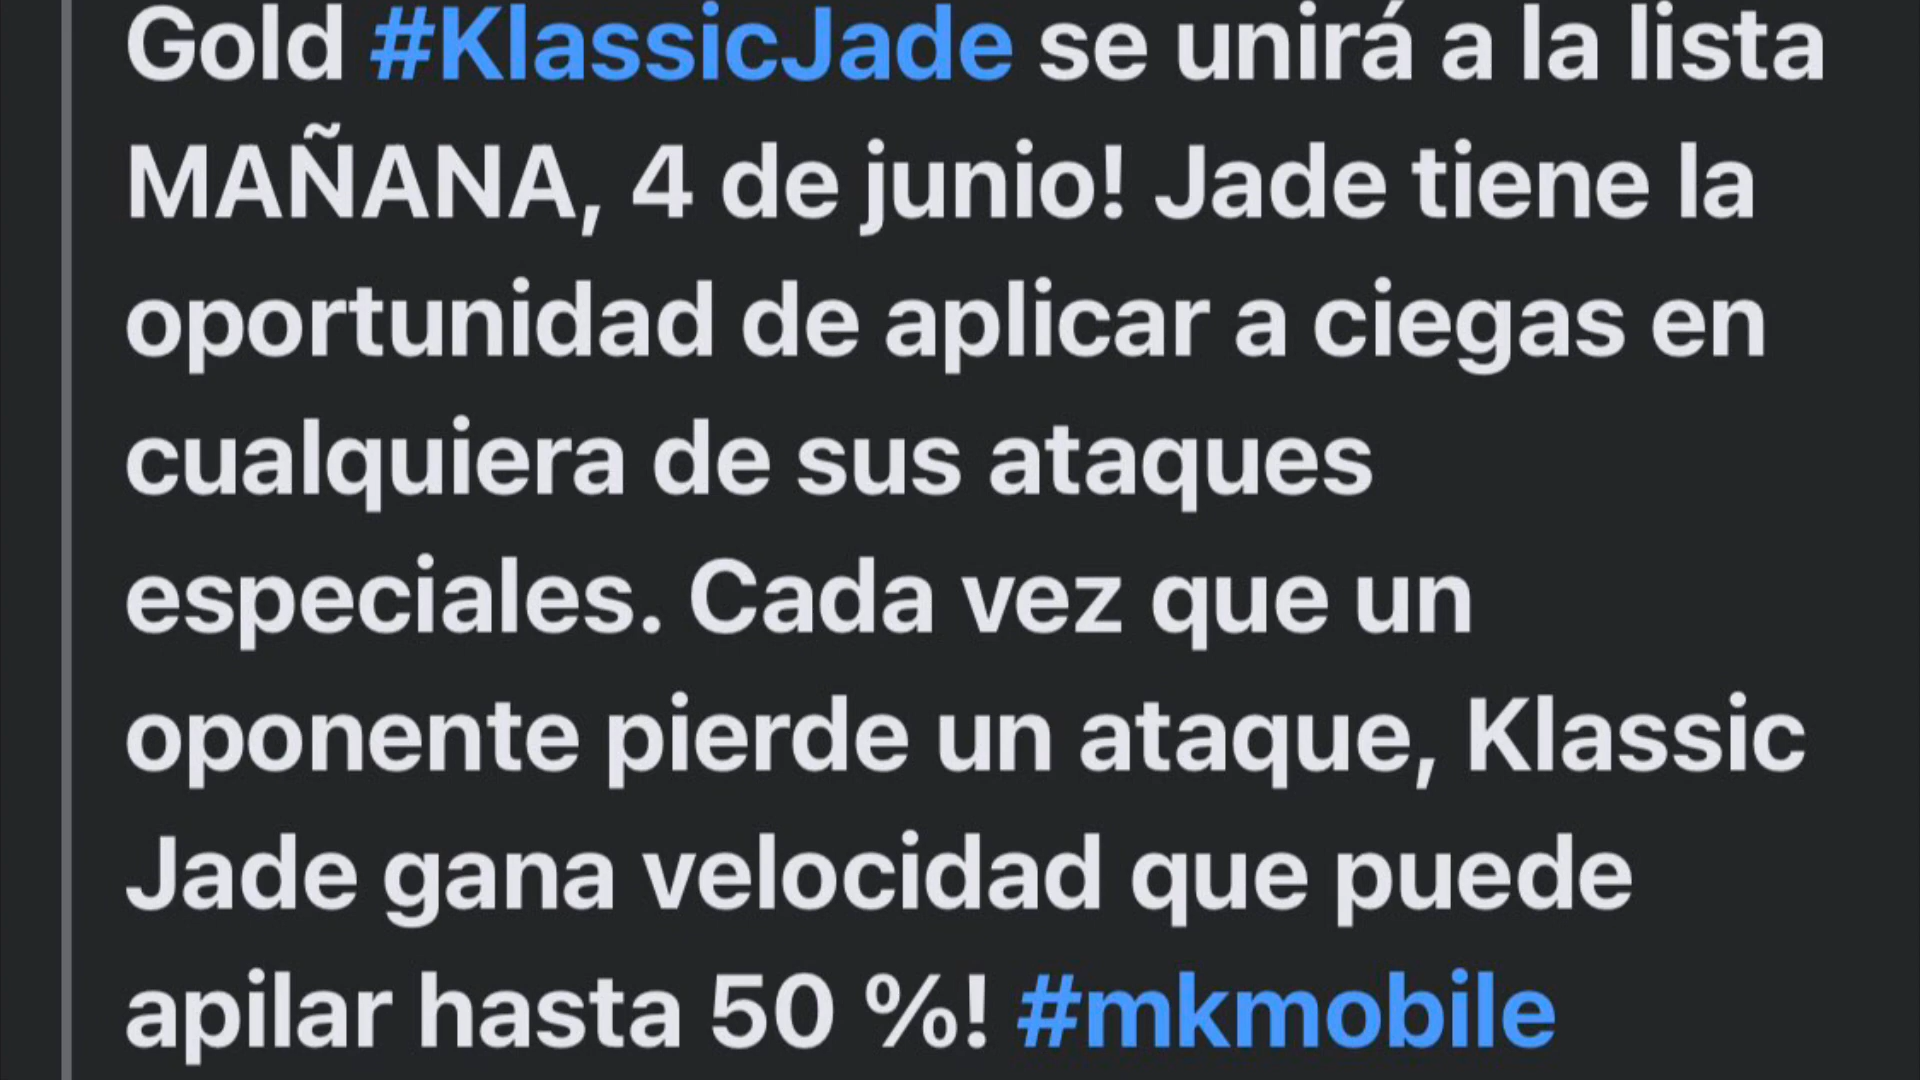 Gold #KlassicJade se unirá a la lista
MAÑANA, 4 de junio! Jade tiene la
oportunidad de aplicar a ciegas en
cualquiera de sus ataques
especiales. Cada vez que un
oponente pierde un ataque, Klassic
Jade gana velocidad que puede
apilar hasta 50 %! #mkmobile